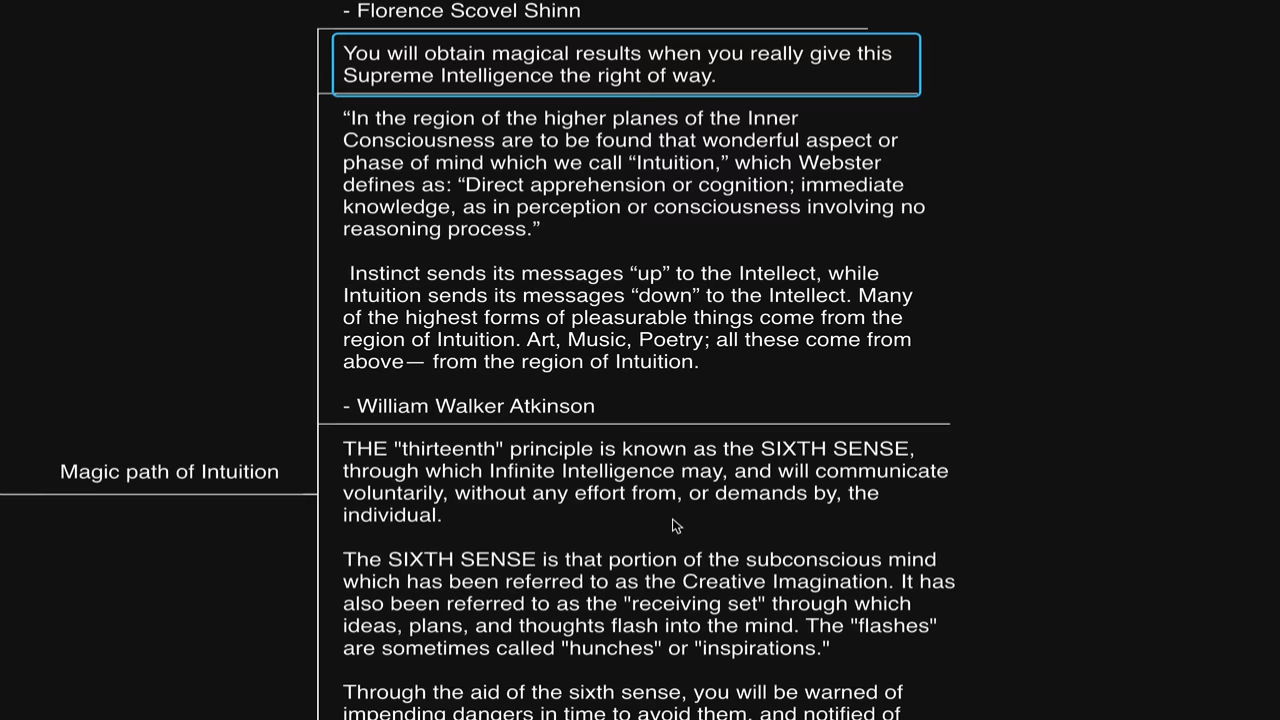 - Florence Scovel Shinn
You will obtain magical results when you really give this
Supreme Intelligence the right of way.
“In the region of the higher planes of the Inner
Consciousness are to be found that wonderful aspect or
phase of mind which we call “Intuition,” which Webster
defines as: “Direct apprehension or cognition; immediate
knowledge, as in perception or consciousness involving no
reasoning process.”
Instinct sends its messages “up” to the Intellect, while
Intuition sends its messages “down” to the Intellect. Many
of the highest forms of pleasurable things come from the
region of Intuition. Art, Music, Poetry; all these come from
above— from the region of Intuition.
- William Walker Atkinson
Magic path of Intuition
THE "thirteenth" principle is known as the SIXTH SENSE,
through which Infinite Intelligence may, and will communicate
voluntarily, without any effort from, or demands by, the
individual.
The SIXTH SENSE is that portion of the subconscious mind
which has been referred to as the Creative Imagination. It has
also been referred to as the "receiving set" through which
ideas, plans, and thoughts flash into the mind. The "flashes"
are sometimes called "hunches" or "inspirations."
Through the aid of the sixth sense, you will be warned of
impending dangers in time to avoid them, and notified of